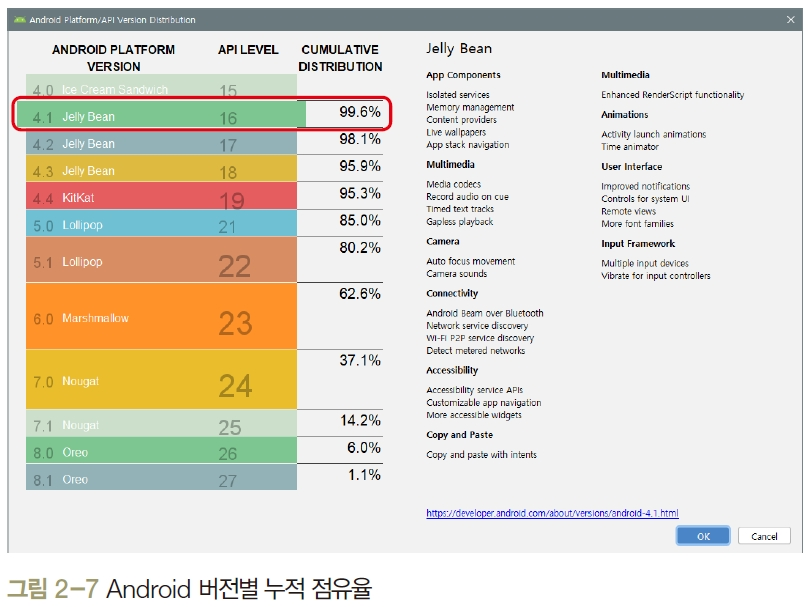 Android Platform/API Version Distribution
ANDROID PLATFORM VERSION API LEVEL CUMULATIVE DISTRIBUTION
4.0 Ice Cream Sandwich 15
4.1 Jelly Bean 16 99.6%
4.2 Jelly Bean 17 98.1%
4.3 Jelly Bean 18 95.9%
4.4 KitKat 19 95.3%
5.0 Lollipop 21 85.0%
5.1 Lollipop 22 80.2%
6.0 Marshmallow 23 62.6%
7.0 Nougat 24 37.1%
7.1 Nougat 25 14.2%
8.0 Oreo 26 6.0%
8.1 Oreo 27 1.1%
Jelly Bean
App Components
Isolated services
Memory management
Content providers
Live wallpapers
App stack navigation
Multimedia
Media codecs
Record audio on cue
Timed text tracks
Gapless playback
Camera
Auto focus movement
Camera sounds
Connectivity
Android Beam over Bluetooth
Network service discovery
Wi-Fi P2P service discovery
Detect metered networks
Accessibility
Accessibility service APIs
Customizable app navigation
More accessible widgets
Copy and Paste
Copy and paste with intents
Multimedia
Enhanced RenderScript functionality
Animations
Activity launch animations
Time animator
User Interface
Improved notifications
Controls for system UI
Remote views
More font families
Input Framework
Multiple input devices
Vibrate for input controllers
https://developer.android.com/about/versions/android-4.1.html
OK Cancel
그림 2-7 Android 버전별 누적 점유율